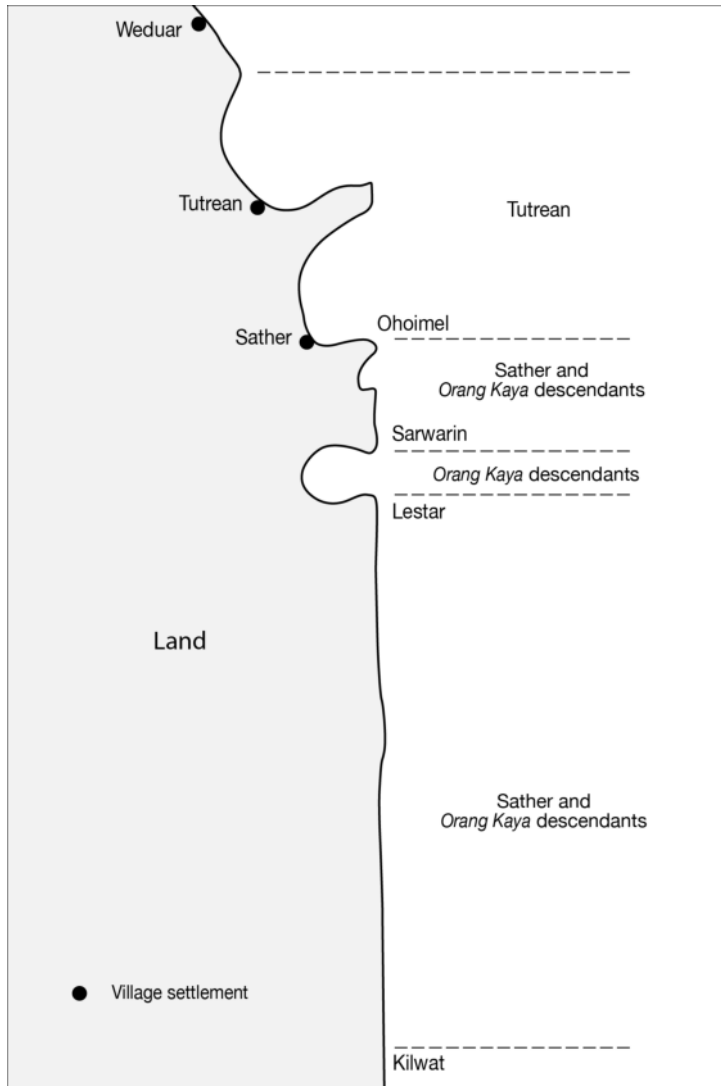 Weduar
Tutrean
Tutrean
Ohoimel
Sather
Sather and
Orang Kaya descendants
Sarwarin
Orang Kaya descendants
Lestar
Land
Sather and
Orang Kaya descendants
Village settlement
Kilwat